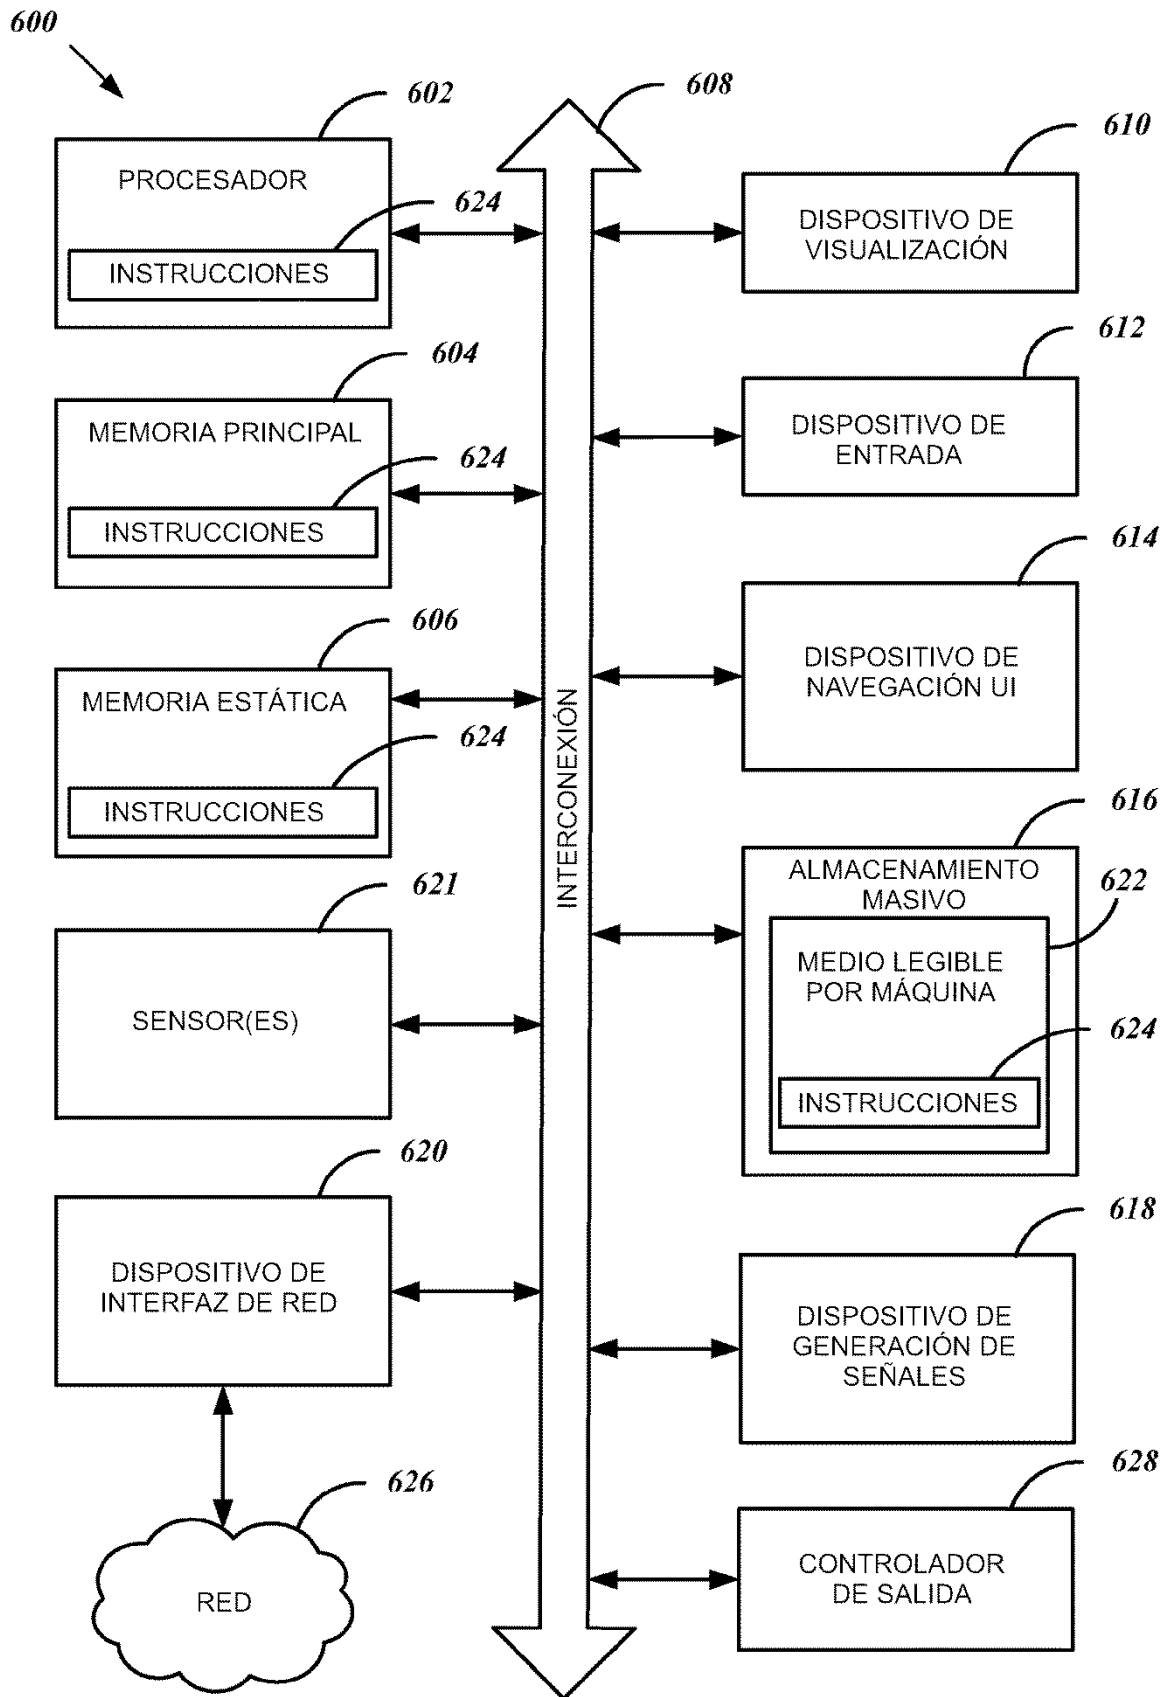 600
602
PROCESADOR
624
INSTRUCCIONES
604
MEMORIA PRINCIPAL
624
INSTRUCCIONES
606
MEMORIA ESTÁTICA
624
INSTRUCCIONES
621
SENSOR(ES)
620
DISPOSITIVO DE
INTERFAZ DE RED
626
RED
608
INTERCONEXIÓN
610
DISPOSITIVO DE
VISUALIZACIÓN
612
DISPOSITIVO DE
ENTRADA
614
DISPOSITIVO DE
NAVEGACIÓN UI
616
ALMACENAMIENTO
MASIVO
622
MEDIO LEGIBLE
POR MÁQUINA
624
INSTRUCCIONES
618
DISPOSITIVO DE
GENERACIÓN DE
SEÑALES
628
CONTROLADOR
DE SALIDA